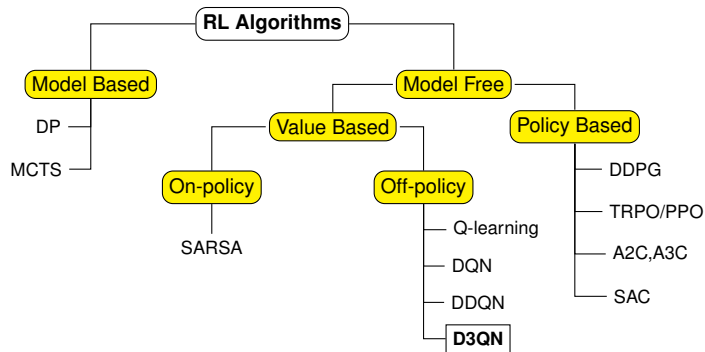 RL Algorithms
Model Based
Model Free
DP
Value Based
Policy Based
MCTS
On-policy
Off-policy
DDPG
SARSA
Q-learning
TRPO/PPO
DQN
A2C,A3C
DDQN
SAC
D3QN